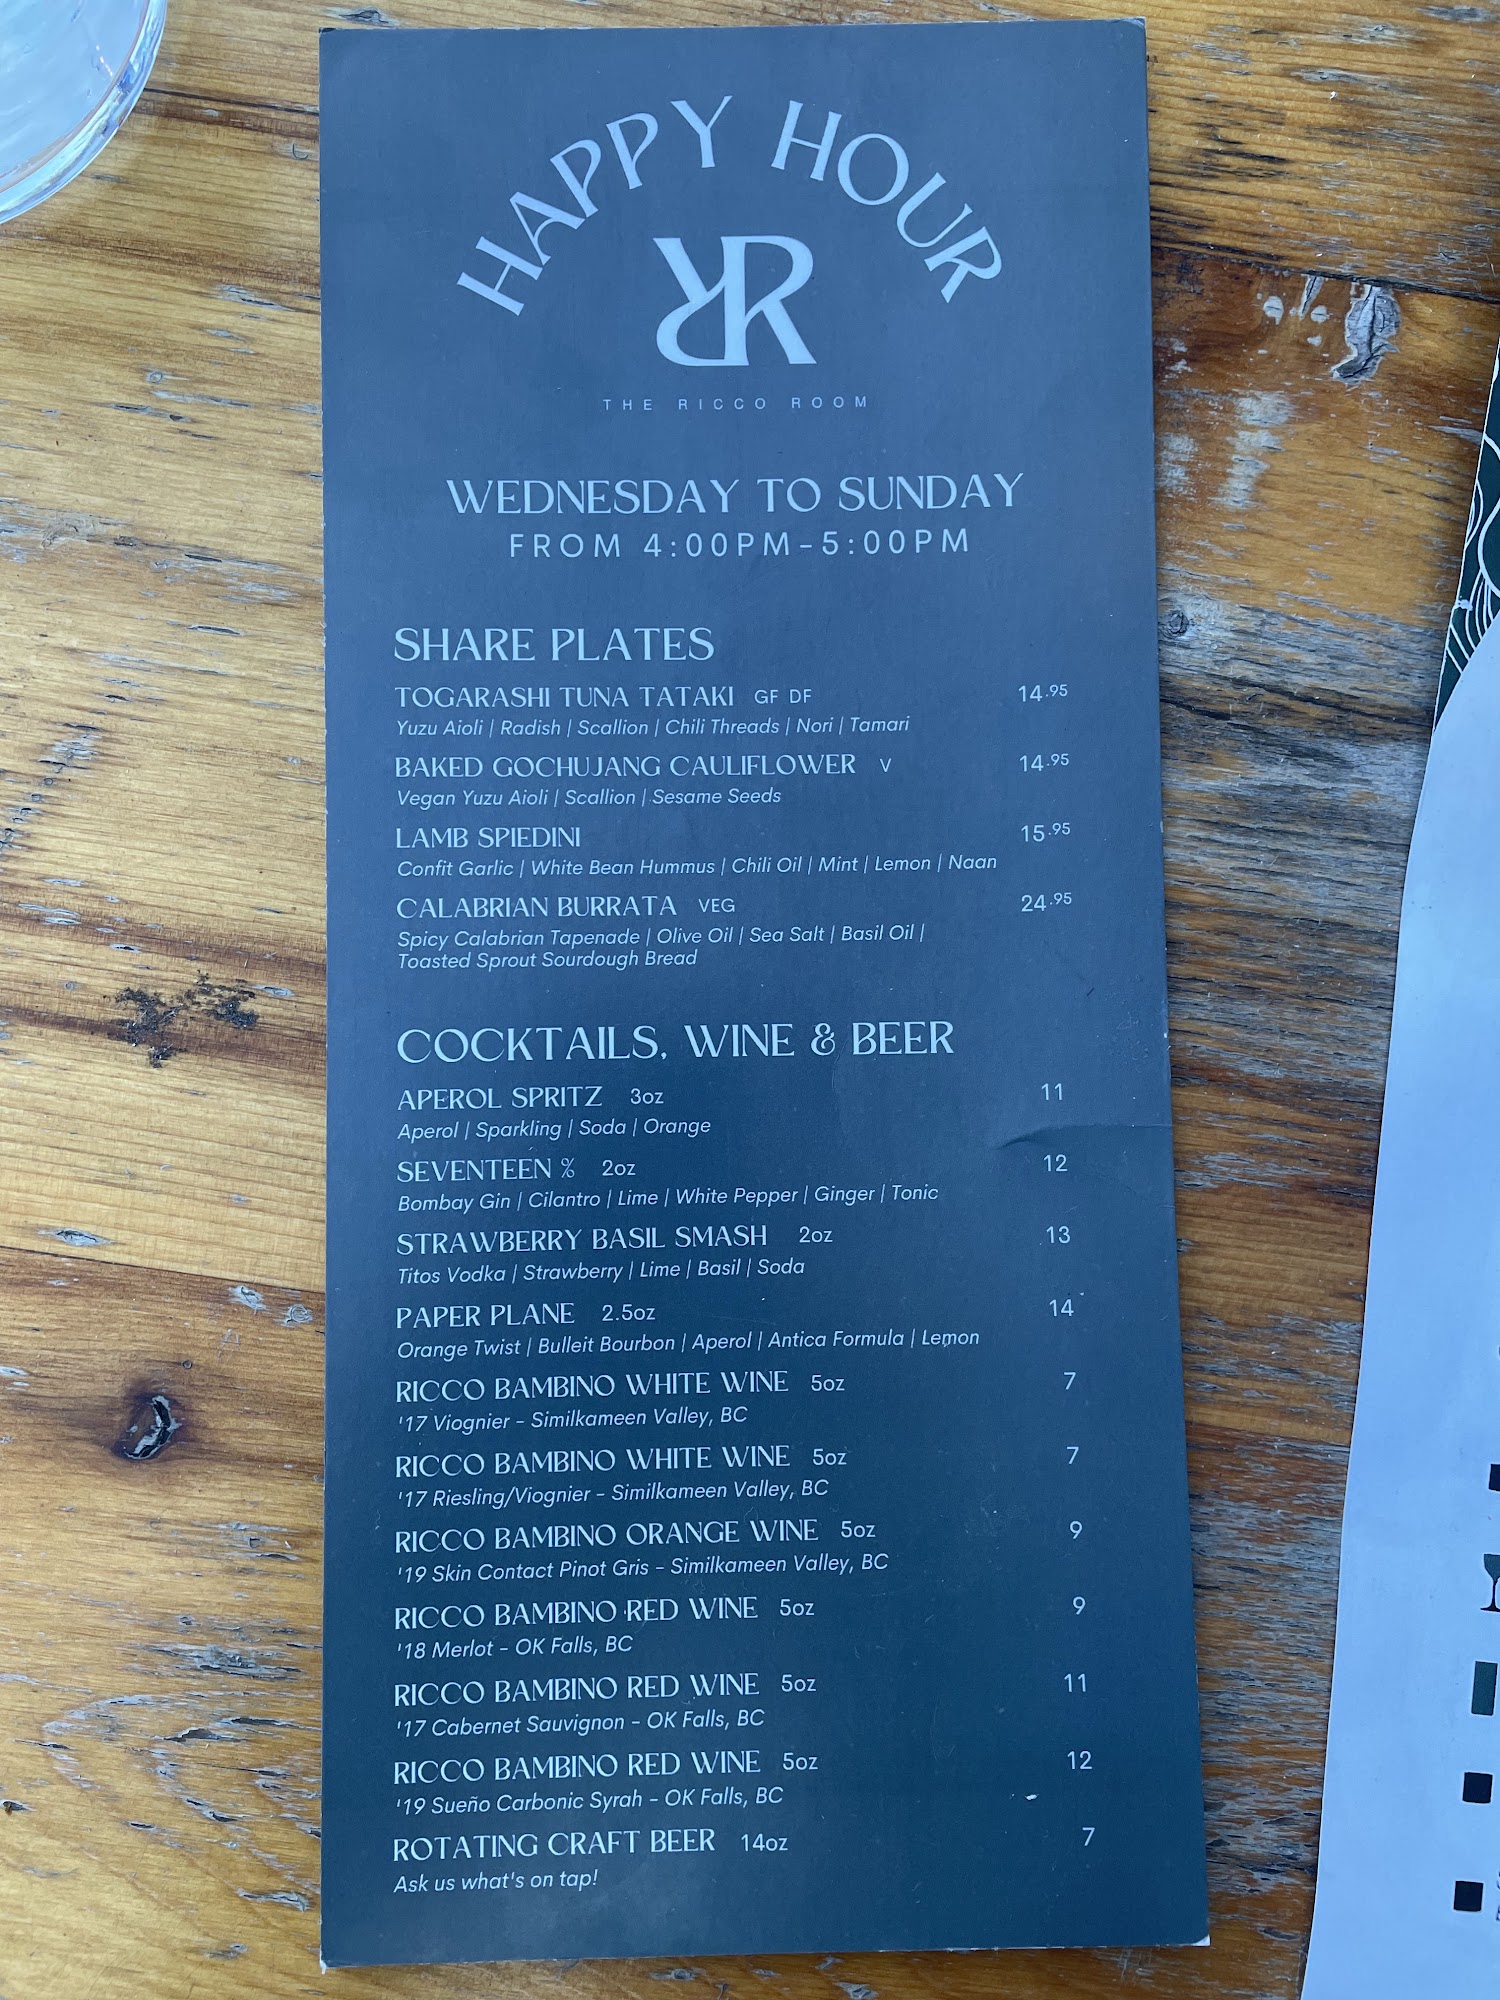 HAPPY HOUR
RR
THE RICCO ROOM
WEDNESDAY TO SUNDAY
FROM 4:00PM-5:00PM
SHARE PLATES
TOGARASHI TUNA TATAKI GF DF 14.95
Yuzu Aioli | Radish | Scallion | Chili Threads | Nori | Tamari
BAKED GOCHUJANG CAULIFLOWER V 14.95
Vegan Yuzu Aioli | Scallion | Sesame Seeds
LAMB SPIEDINI 15.95
Confit Garlic | White Bean Hummus | Chili Oil | Mint | Lemon | Naan
CALABRIAN BURRATA VEG 24.95
Spicy Calabrian Tapenade | Olive Oil | Sea Salt | Basil Oil |
Toasted Sprout Sourdough Bread
COCKTAILS, WINE & BEER
APEROL SPRITZ 3oz 11
Aperol | Sparkling | Soda | Orange
SEVENTEEN % 2oz 12
Bombay Gin | Cilantro | Lime | White Pepper | Ginger | Tonic
STRAWBERRY BASIL SMASH 2oz 13
Titos Vodka | Strawberry | Lime | Basil | Soda
PAPER PLANE 2.5oz 14
Orange Twist | Bulleit Bourbon | Aperol | Antica Formula | Lemon
RICCO BAMBINO WHITE WINE 5oz 7
'17 Viognier - Similkameen Valley, BC
RICCO BAMBINO WHITE WINE 5oz 7
'17 Riesling/Viognier - Similkameen Valley, BC
RICCO BAMBINO ORANGE WINE 5oz 9
'19 Skin Contact Pinot Gris - Similkameen Valley, BC
RICCO BAMBINO RED WINE 5oz 9
'18 Merlot - OK Falls, BC
RICCO BAMBINO RED WINE 5oz 11
'17 Cabernet Sauvignon - OK Falls, BC
RICCO BAMBINO RED WINE 5oz 12
'19 Sueño Carbonic Syrah - OK Falls, BC
ROTATING CRAFT BEER 14oz 7
Ask us what's on tap!